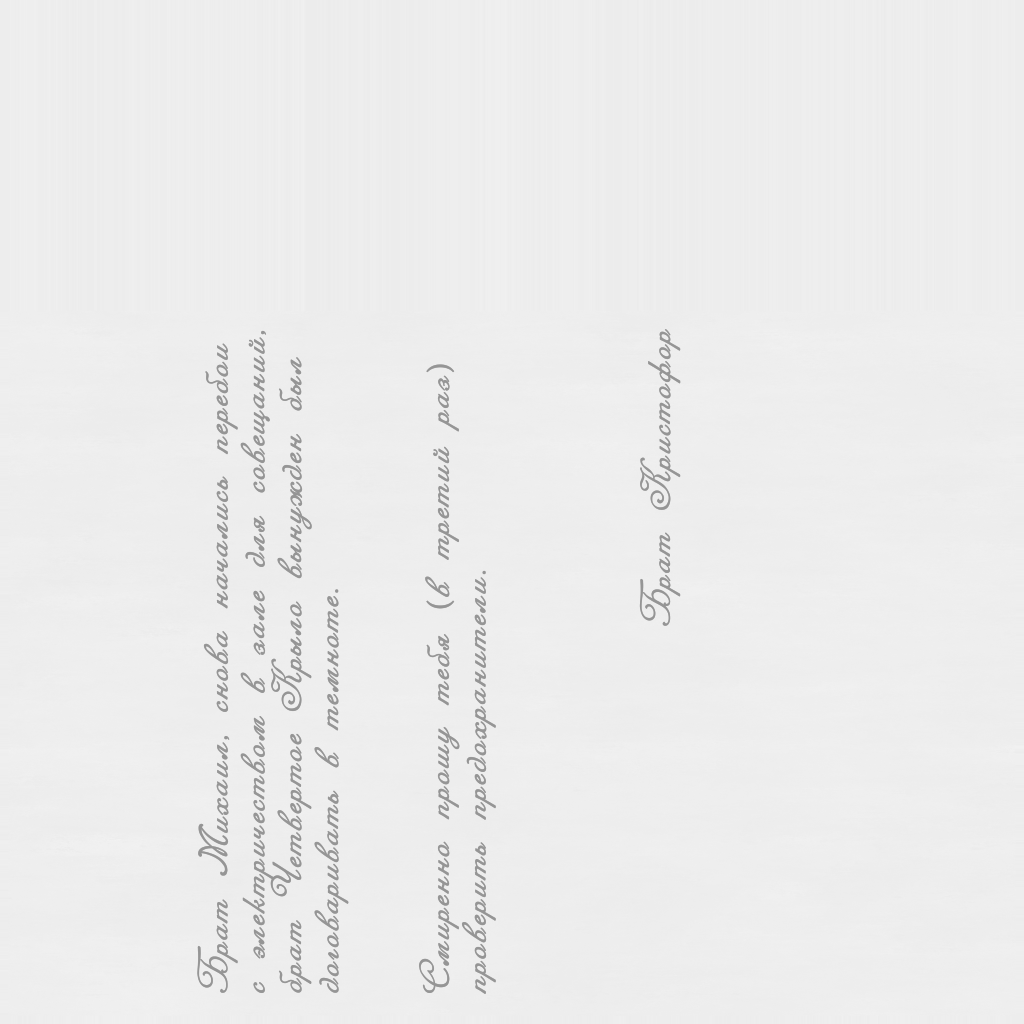 Брат Михаил, снова начались перебои
с электричеством в зале для совещаний,
брат Четвертое Крыло вынужден был
договаривать в темноте.
Смиренно прошу тебя (в третий раз)
проверить предохранители.
Брат Кристофор